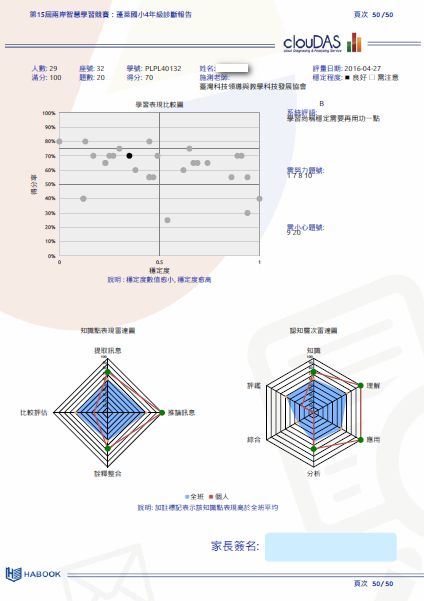 第15屆兩岸智慧學習競賽：蓬萊國小4年級診斷報告
頁次 50/50
clouDAS
Cloud Diagnosing & Analyzing Service
人數: 29
座號: 32
學號: PLPL40132
姓名:
評量日期: 2016-04-27
滿分: 100
題數: 20
得分: 70
施測老師:
穩定程度: ■ 良好 □ 需注意
臺灣科技領導與教學科技發展協會
學習表現比較圖
得分率
100%
90%
80%
70%
60%
50%
40%
30%
20%
10%
0%
0
0.5
1
穩定度
說明 : 穩定度數值愈小, 穩定度愈高
B
系統評語:
學習尚稱穩定需要再用功一點
需努力題號:
1 7 8 10
需小心題號:
9 20
知識點表現雷達圖
提取訊息
推論訊息
詮釋整合
比較評估
認知層次雷達圖
知識
理解
應用
分析
綜合
評鑑
全班
個人
說明: 加註標記表示該知識點表現高於全班平均
家長簽名:
HABOOK
頁次 50/50